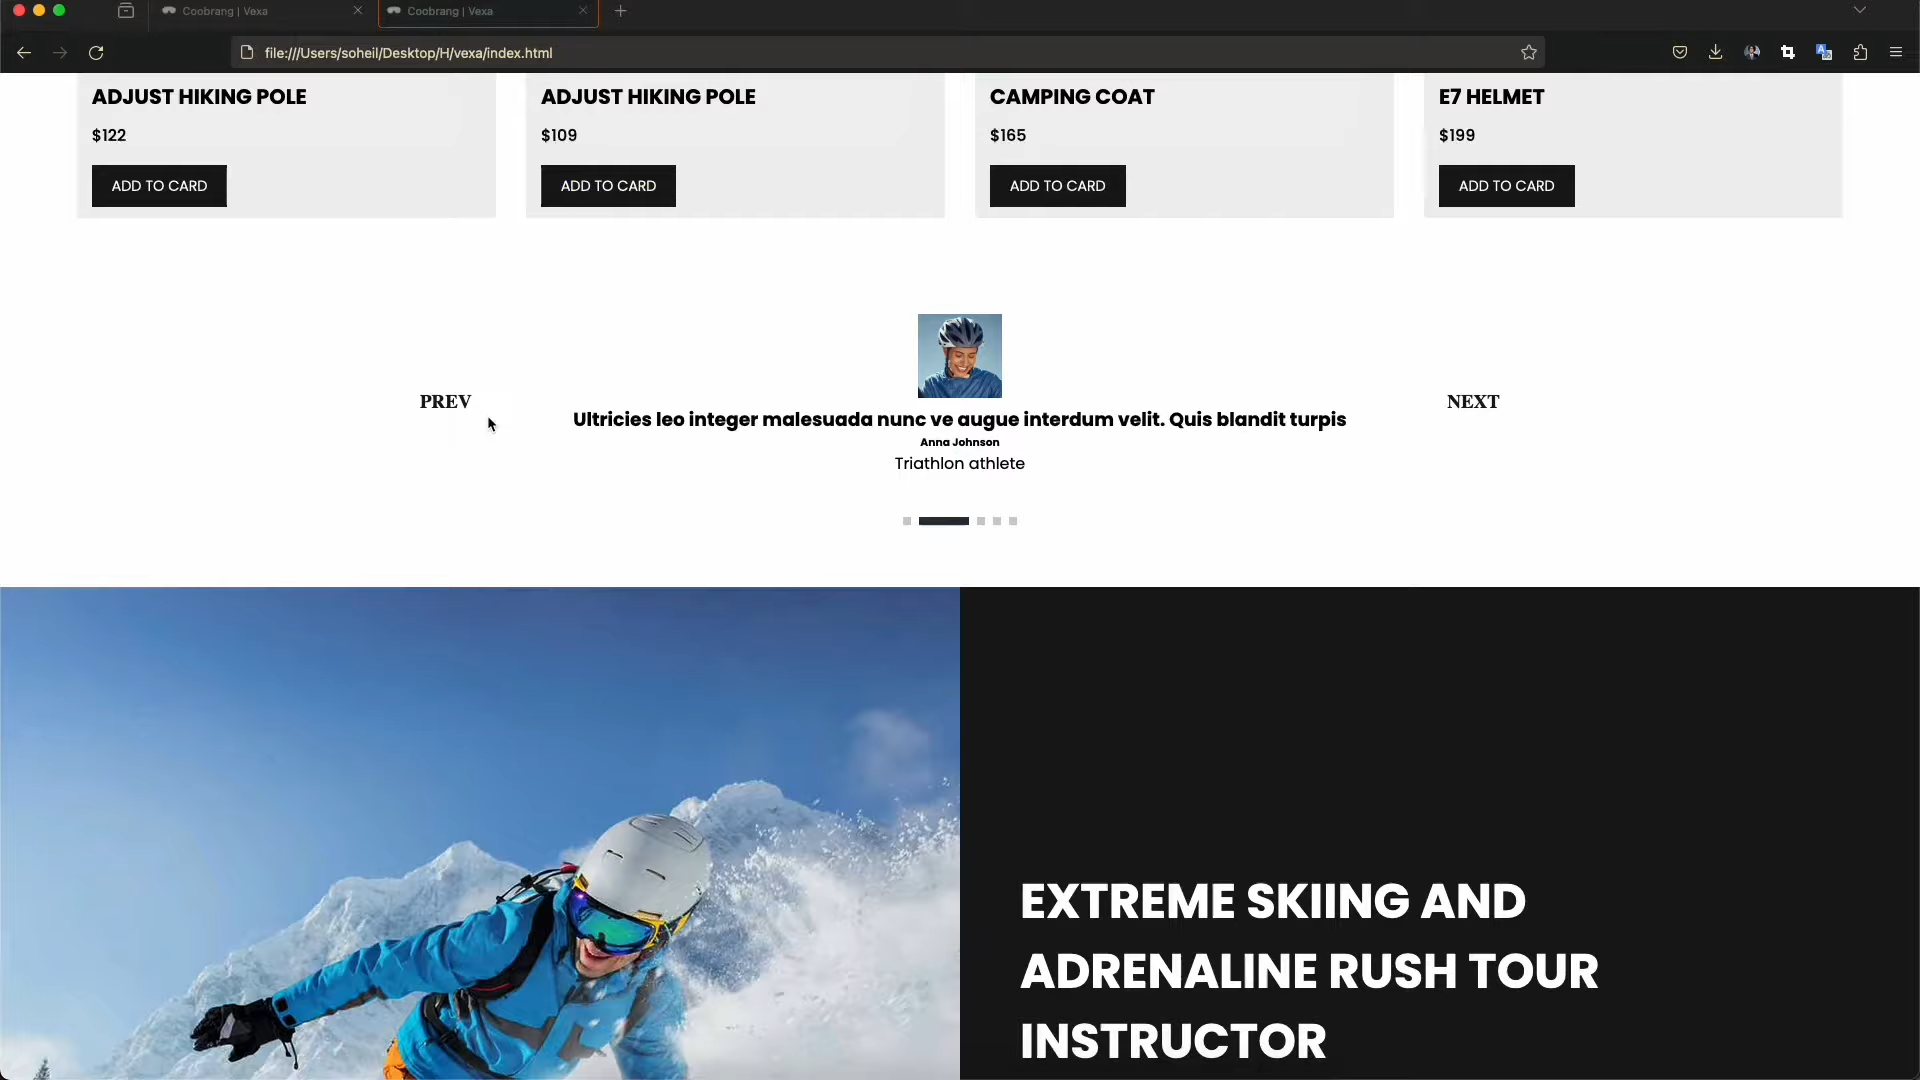 Coobrang | Vexa
Coobrang | Vexa
file:///Users/soheil/Desktop/H/vexa/index.html
ADJUST HIKING POLE
$122
ADD TO CARD
ADJUST HIKING POLE
$109
ADD TO CARD
CAMPING COAT
$165
ADD TO CARD
E7 HELMET
$199
ADD TO CARD
PREV
Ultricies leo integer malesuada nunc ve augue interdum velit. Quis blandit turpis
Anna Johnson
Triathlon athlete
NEXT
EXTREME SKIING AND
ADRENALINE RUSH TOUR
INSTRUCTOR